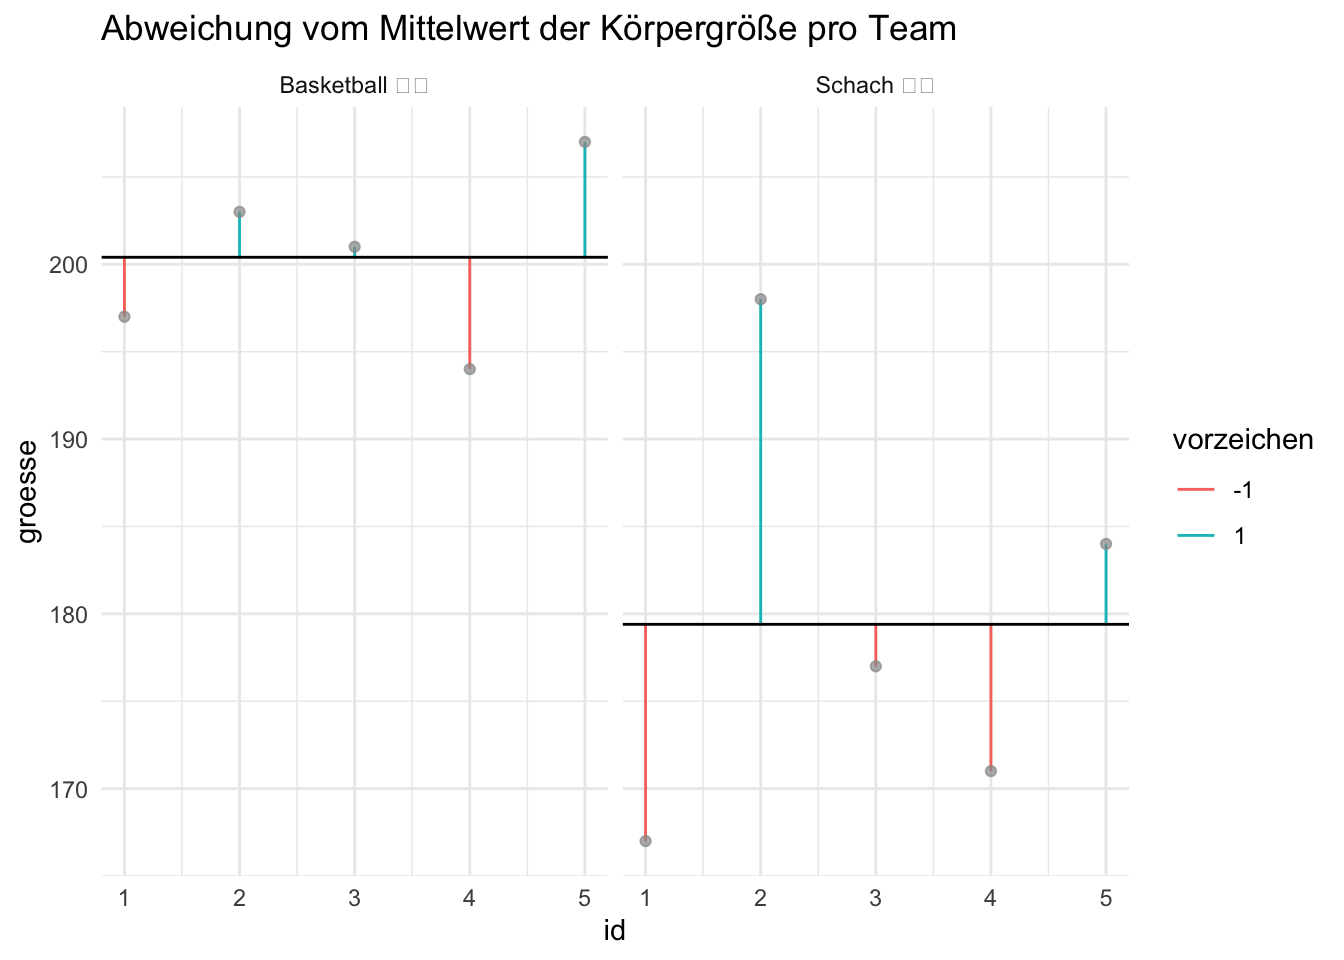 Abweichung vom Mittelwert der Körpergröße pro Team
Basketball
Schach
groesse
200
190
180
170
1 2 3 4 5
1 2 3 4 5
id
vorzeichen
-1
1